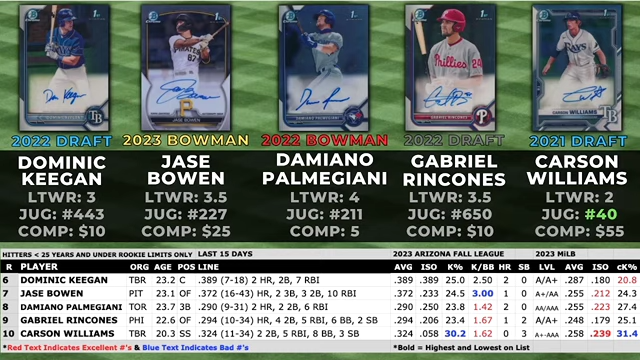 2022 DRAFT
DOMINIC
KEEGAN
LTWR: 3
JUG: #443
COMP: $10
2023 BOWMAN
JASE
BOWEN
LTWR: 3.5
JUG: #227
COMP: $25
2022 BOWMAN
DAMIANO
PALMEGIANI
LTWR: 4
JUG: #211
COMP: 5
2022 DRAFT
GABRIEL
RINCONES
LTWR: 3.5
JUG: #650
COMP: $10
2021 DRAFT
CARSON
WILLIAMS
LTWR: 2
JUG: #40
COMP: $55
HITTERS < 25 YEARS AND UNDER ROOKIE LIMITS ONLY LAST 15 DAYS 2023 ARIZONA FALL LEAGUE 2023 MiLB
R PLAYER ORG AGE POS LINE AVG ISO K% K/BB HR SB LVL AVG ISO cK%
6 DOMINIC KEEGAN TBR 23.2 C .389 (7-18) 2 HR, 2B, 7 RBI .389 .389 25.0 2.50 2 0 A/A+ .287 .180 20.8
7 JASE BOWEN PIT 23.1 OF .372 (16-43) HR, 2 3B, 3 2B, 10 RBI .372 .233 24.5 3.00 1 2 A+/AA .255 .212 24.3
8 DAMIANO PALMEGIANI TOR 23.7 3B .290 (9-31) 2 HR, 2 2B, 6 RBI .290 .250 23.8 1.42 2 0 AA/AAA .255 .223 24.9
9 GABRIEL RINCONES PHI 22.6 OF .294 (10-34) HR, 4 2B, 5 RBI, 6 BB, 2 SB .294 .206 23.4 1.67 1 2 A/A+ .248 .179 25.1
10 CARSON WILLIAMS TBR 20.3 SS .324 (11-34) 2 2B, 5 RBI, 8 BB, 3 SB .324 .058 30.2 1.62 0 3 A+-AAA .258 .239 31.4
*Red Text Indicates Excellent #'s & Blue Text Indicates Bad #'s *Bold = Highest and Lowest on List